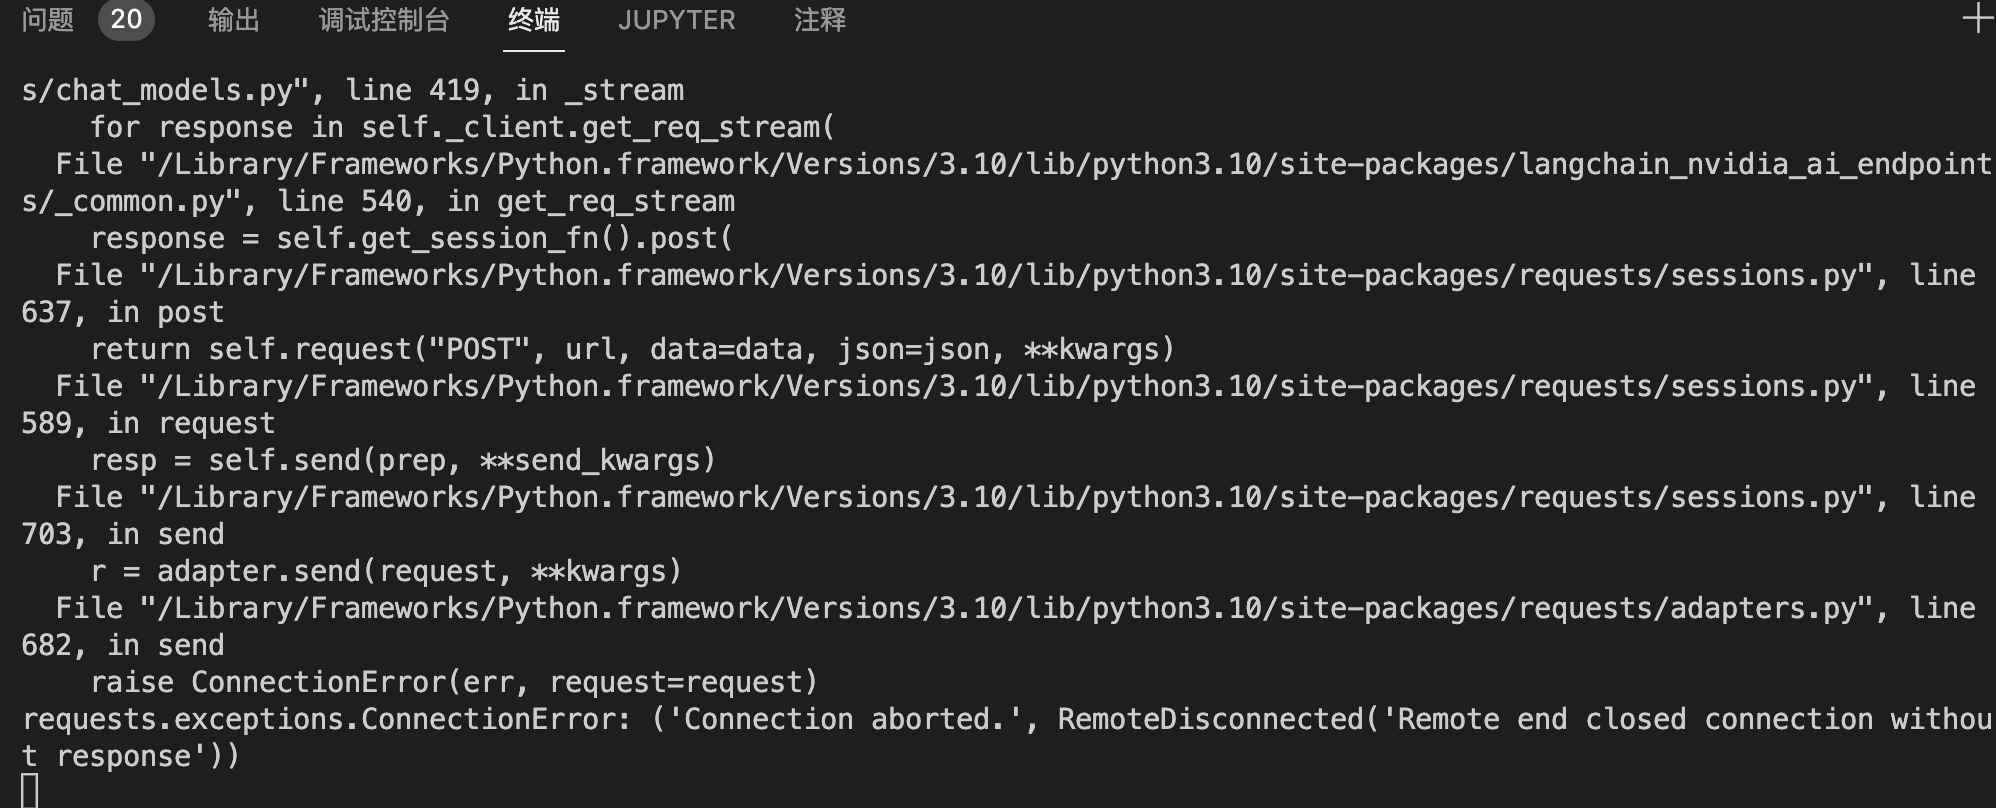 问题 20 输出 调试控制台 终端 JUPYTER 注释
s/chat_models.py", line 419, in _stream
    for response in self._client.get_req_stream(
  File "/Library/Frameworks/Python.framework/Versions/3.10/lib/python3.10/site-packages/langchain_nvidia_ai_endpoint
s/_common.py", line 540, in get_req_stream
    response = self.get_session_fn().post(
  File "/Library/Frameworks/Python.framework/Versions/3.10/lib/python3.10/site-packages/requests/sessions.py", line
637, in post
    return self.request("POST", url, data=data, json=json, **kwargs)
  File "/Library/Frameworks/Python.framework/Versions/3.10/lib/python3.10/site-packages/requests/sessions.py", line
589, in request
    resp = self.send(prep, **send_kwargs)
  File "/Library/Frameworks/Python.framework/Versions/3.10/lib/python3.10/site-packages/requests/sessions.py", line
703, in send
    r = adapter.send(request, **kwargs)
  File "/Library/Frameworks/Python.framework/Versions/3.10/lib/python3.10/site-packages/requests/adapters.py", line
682, in send
    raise ConnectionError(err, request=request)
requests.exceptions.ConnectionError: ('Connection aborted.', RemoteDisconnected('Remote end closed connection withou
t response'))